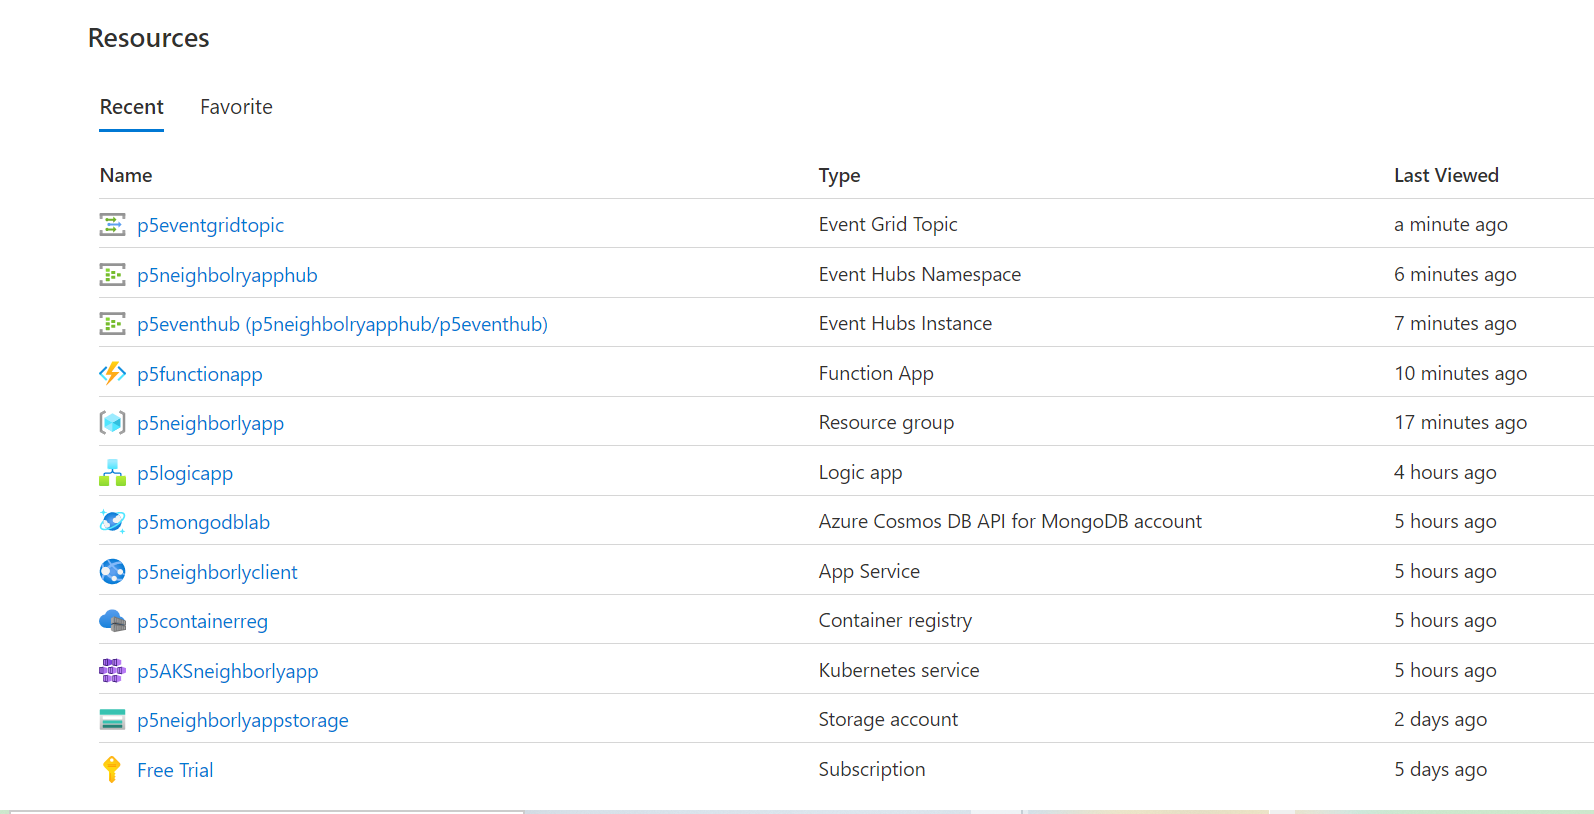 Resources
Recent Favorite
Name Type Last Viewed
p5eventgridtopic Event Grid Topic a minute ago
p5neighbolryapphub Event Hubs Namespace 6 minutes ago
p5eventhub (p5neighbolryapphub/p5eventhub) Event Hubs Instance 7 minutes ago
p5functionapp Function App 10 minutes ago
p5neighborlyapp Resource group 17 minutes ago
p5logicapp Logic app 4 hours ago
p5mongodblab Azure Cosmos DB API for MongoDB account 5 hours ago
p5neighborlyclient App Service 5 hours ago
p5containerreg Container registry 5 hours ago
p5AKSneighborlyapp Kubernetes service 5 hours ago
p5neighborlyappstorage Storage account 2 days ago
Free Trial Subscription 5 days ago